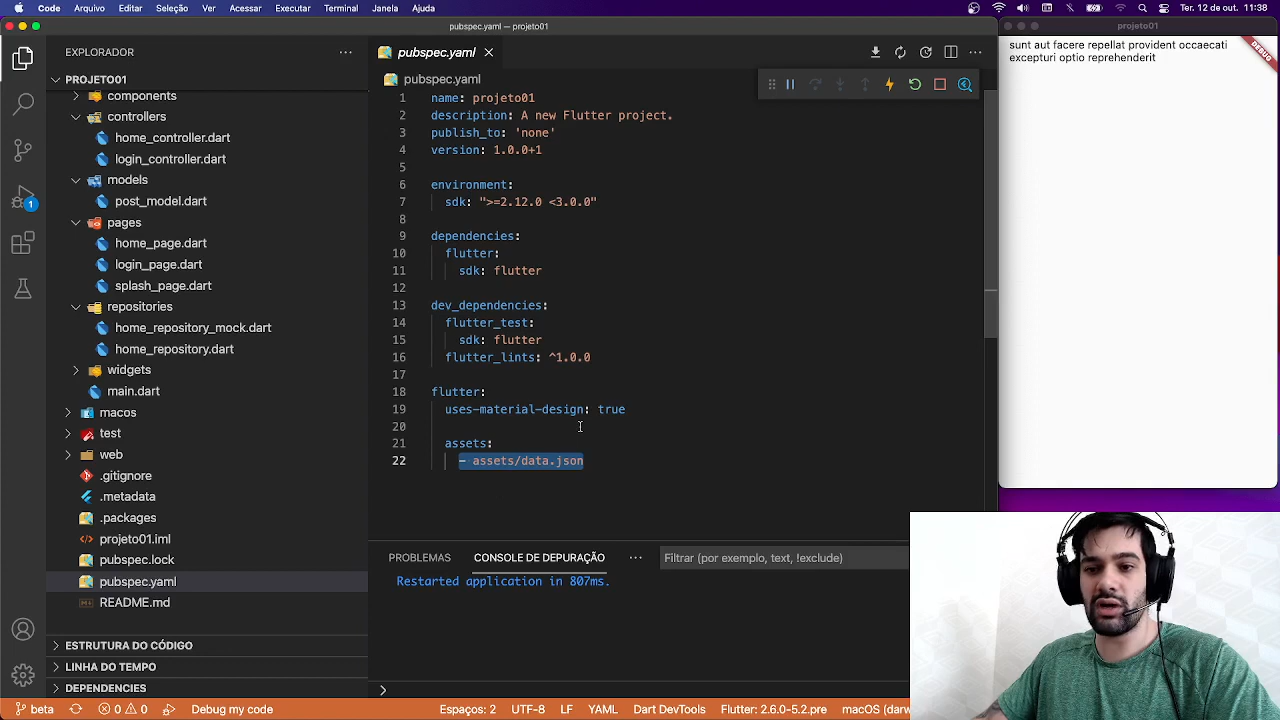 Code Arquivo Editar Seleção Ver Acessar Executar Terminal Janela Ajuda
Ter. 12 de out. 11:38
pubspec.yaml — projeto01
projeto01
EXPLORADOR
PROJETO01
components
controllers
home_controller.dart
login_controller.dart
models
post_model.dart
pages
home_page.dart
login_page.dart
splash_page.dart
repositories
home_repository_mock.dart
home_repository.dart
widgets
main.dart
macos
test
web
.gitignore
.metadata
.packages
projeto01.iml
pubspec.lock
pubspec.yaml
README.md
ESTRUTURA DO CÓDIGO
LINHA DO TEMPO
DEPENDENCIES
1
pubspec.yaml
pubspec.yaml
1 name: projeto01
2 description: A new Flutter project.
3 publish_to: 'none'
4 version: 1.0.0+1
5
6 environment:
7 sdk: ">=2.12.0 <3.0.0"
8
9 dependencies:
10 flutter:
11 sdk: flutter
12
13 dev_dependencies:
14 flutter_test:
15 sdk: flutter
16 flutter_lints: ^1.0.0
17
18 flutter:
19 uses-material-design: true
20
21 assets:
22 - assets/data.json
PROBLEMAS CONSOLE DE DEPURAÇÃO
Filtrar (por exemplo, text, !exclude)
Restarted application in 807ms.
sunt aut facere repellat provident occaecati
excepturi optio reprehenderit
DEBUG
beta Debug my code Espaços: 2 UTF-8 LF YAML Dart DevTools Flutter: 2.6.0-5.2.pre macOS (darw